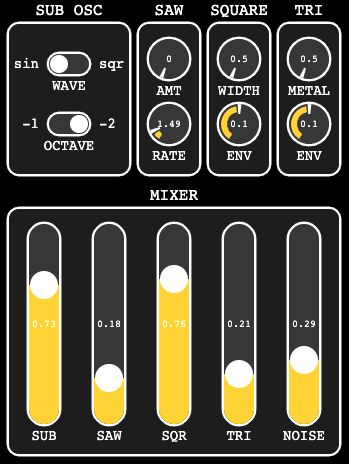 SUB OSC SAW SQUARE TRI
sin sqr 0 0.5 0.5
WAVE AMT WIDTH METAL
-1 -2 1.49 0.1 0.1
OCTAVE RATE ENV ENV
MIXER
0.73 0.18 0.76 0.21 0.29
SUB SAW SQR TRI NOISE